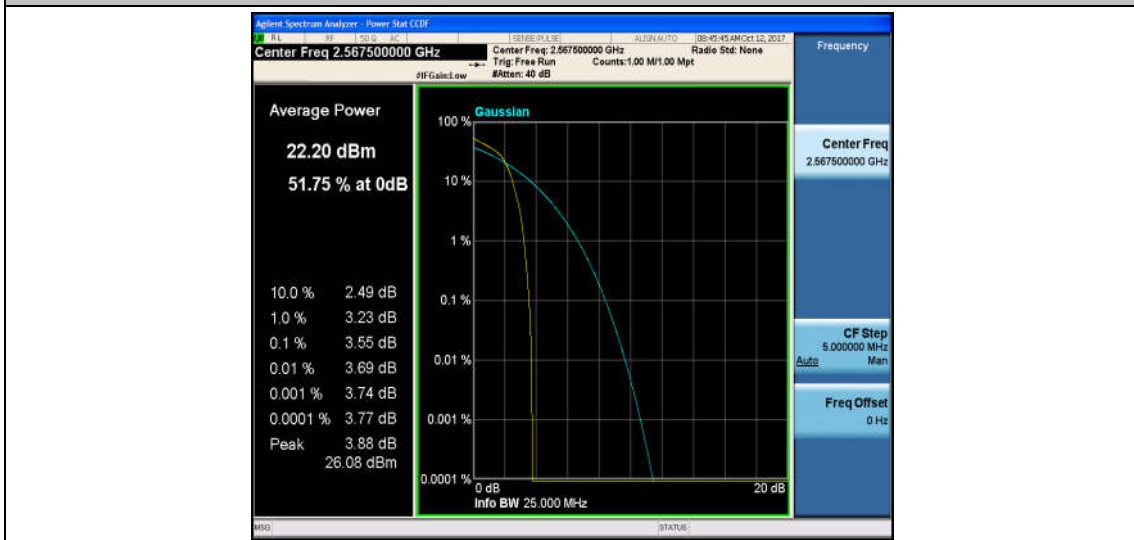 Agilent Spectrum Analyzer - Power Stat CCDF
RL RF 50 Ω AC SENSE:PULSE ALIGN AUTO 08:45:45 AM Oct 12, 2017
Center Freq 2.567500000 GHz
Center Freq: 2.567500000 GHz Radio Std: None
Trig: Free Run Counts:1.00 M/1.00 Mpt
#IFGain:Low #Atten: 40 dB
Frequency
Average Power
22.20 dBm
51.75 % at 0dB
10.0 % 2.49 dB
1.0 % 3.23 dB
0.1 % 3.55 dB
0.01 % 3.69 dB
0.001 % 3.74 dB
0.0001 % 3.77 dB
Peak 3.88 dB
26.08 dBm
Gaussian
100 %
10 %
1 %
0.1 %
0.01 %
0.001 %
0.0001 %
0 dB 20 dB
Info BW 25.000 MHz
Center Freq
2.567500000 GHz
CF Step
5.000000 MHz
Auto Man
Freq Offset
0 Hz
MSG STATUS